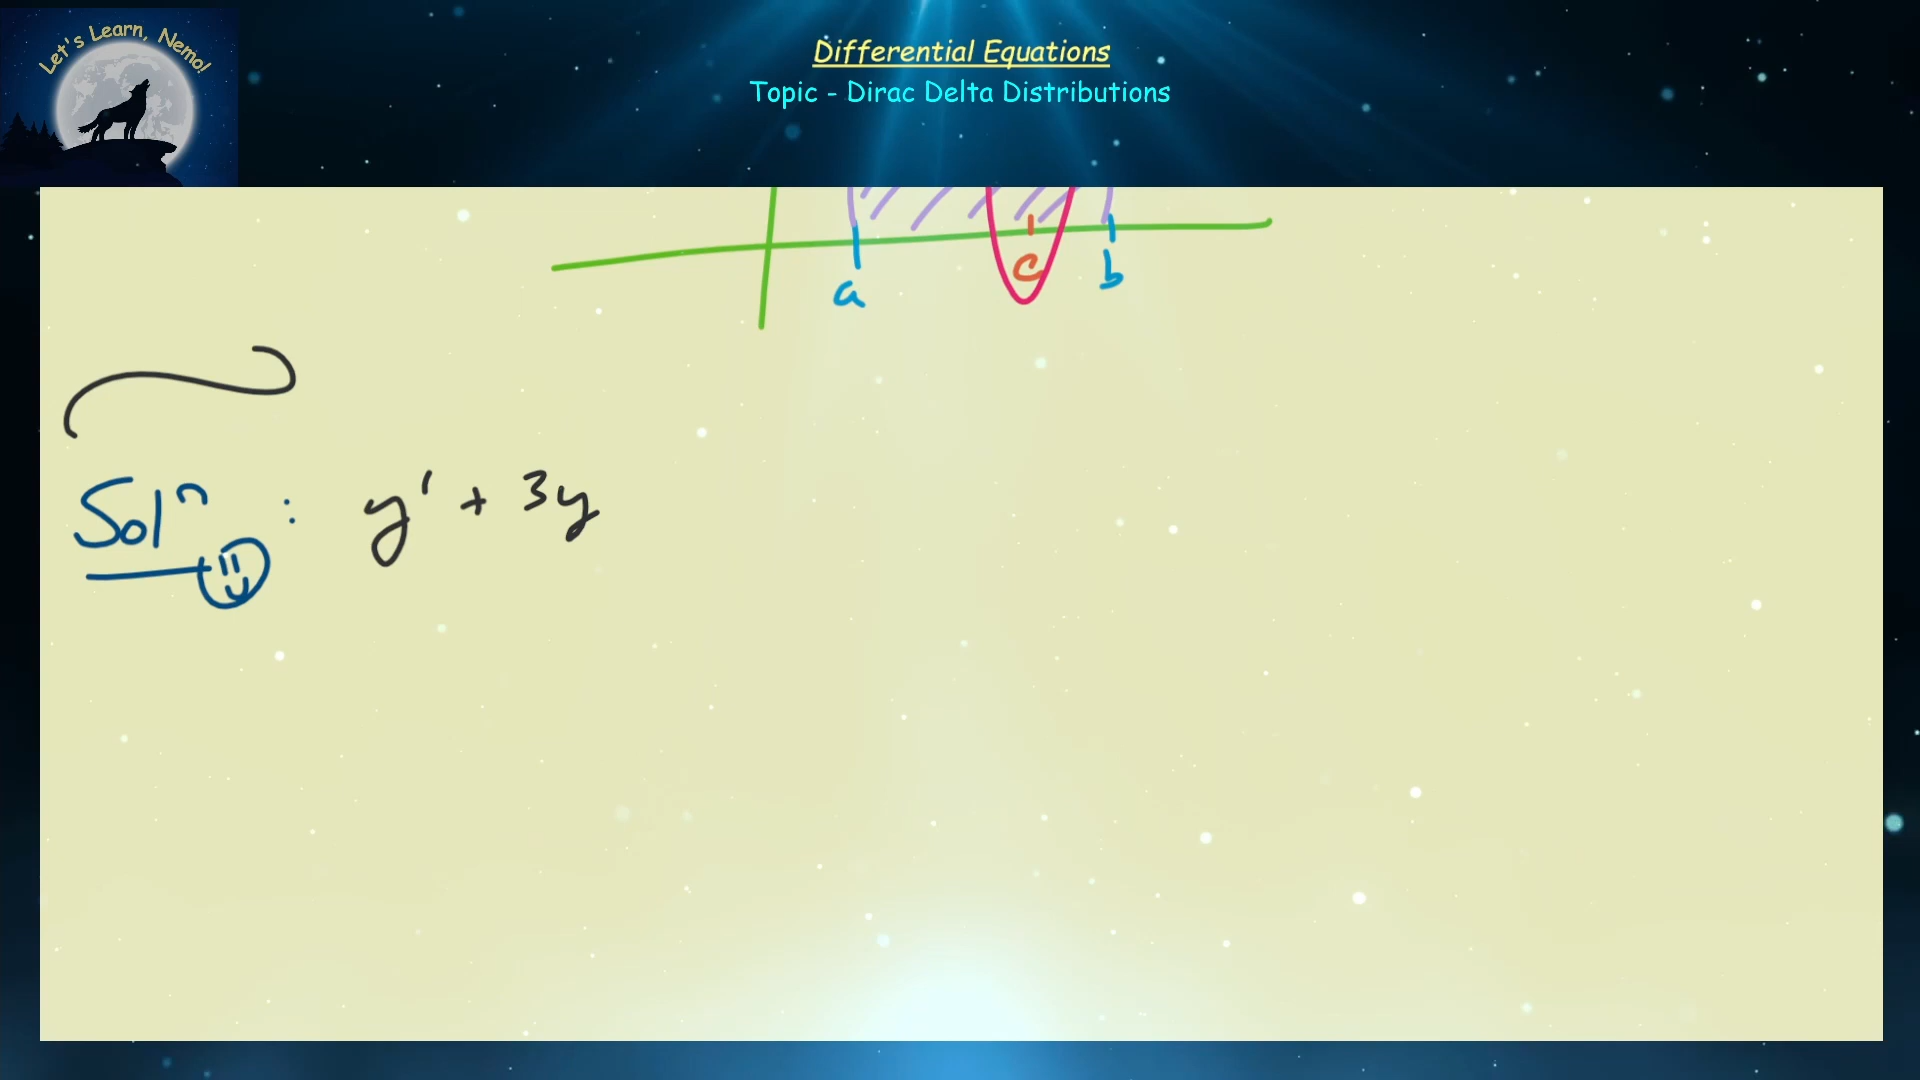 Let's Learn, Nemo!
Differential Equations
Topic - Dirac Delta Distributions
a c b
Solⁿ : y' + 3y